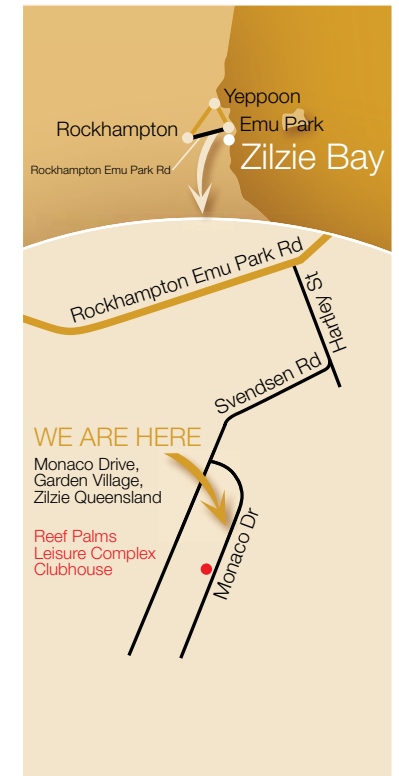 Yeppoon
Rockhampton
Emu Park
Zilzie Bay
Rockhampton Emu Park Rd
Rockhampton Emu Park Rd
Hartley St
Svendsen Rd
WE ARE HERE
Monaco Drive,
Garden Village,
Zilzie Queensland
Reef Palms
Leisure Complex
Clubhouse
Monaco Dr